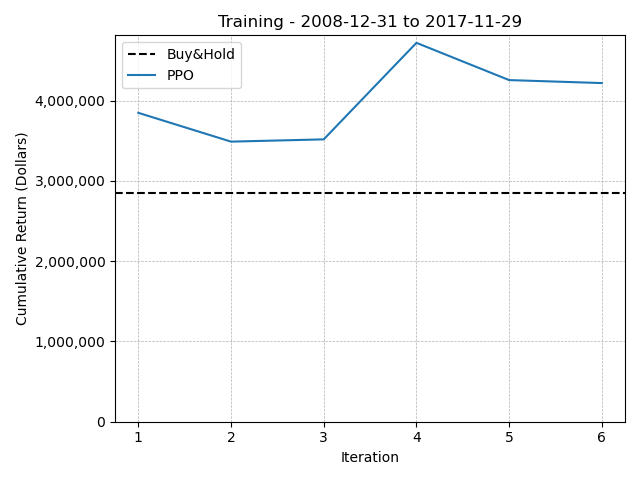 Training - 2008-12-31 to 2017-11-29
Buy&Hold
PPO
4,000,000
3,000,000
2,000,000
1,000,000
0
Cumulative Return (Dollars)
1 2 3 4 5 6
Iteration